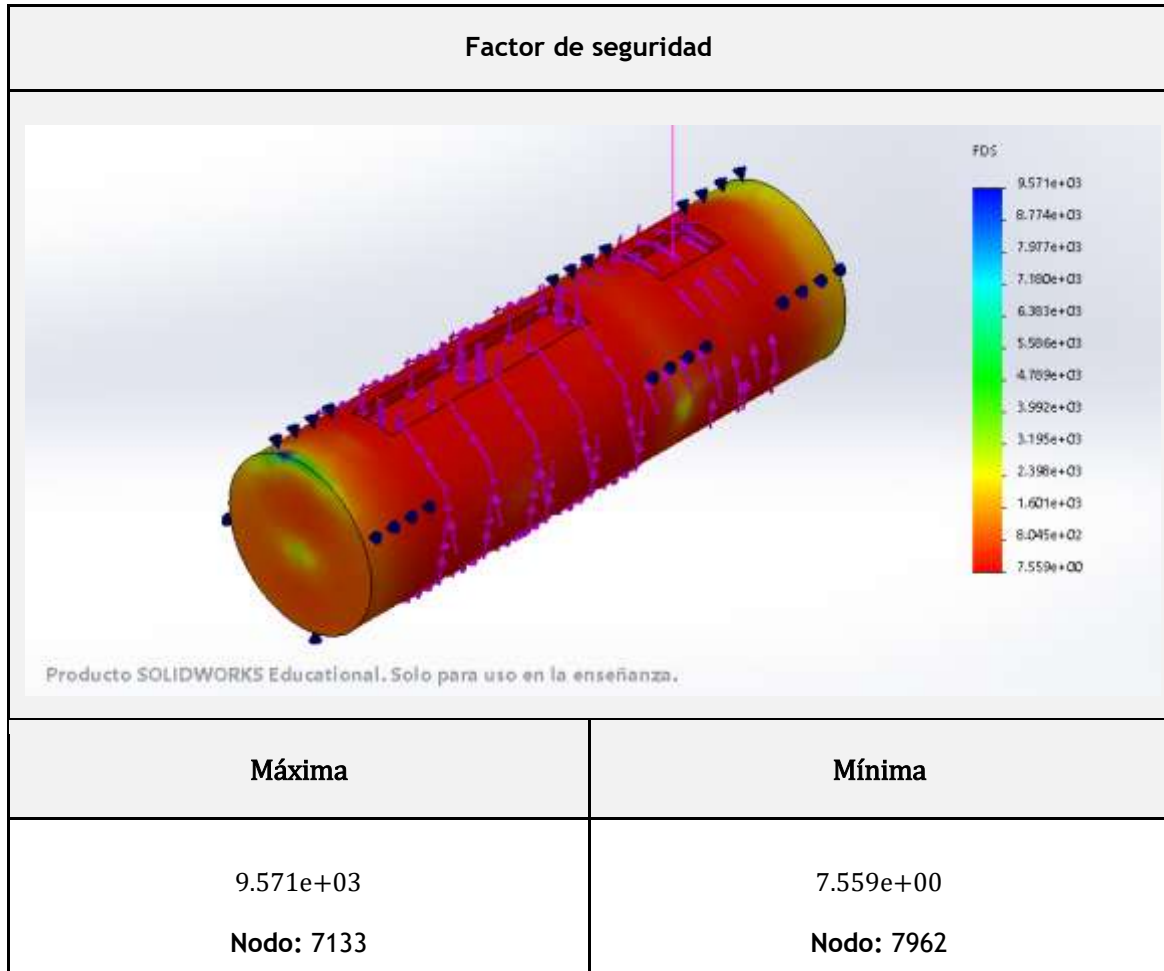 Factor de seguridad
FDS
9.571e+03
8.774e+03
7.977e+03
7.180e+03
6.383e+03
5.586e+03
4.789e+03
3.992e+03
3.195e+03
2.398e+03
1.601e+03
8.045e+02
7.559e+00
Producto SOLIDWORKS Educational. Solo para uso en la enseñanza.
Máxima
Mínima
9.571e+03
7.559e+00
Nodo: 7133
Nodo: 7962